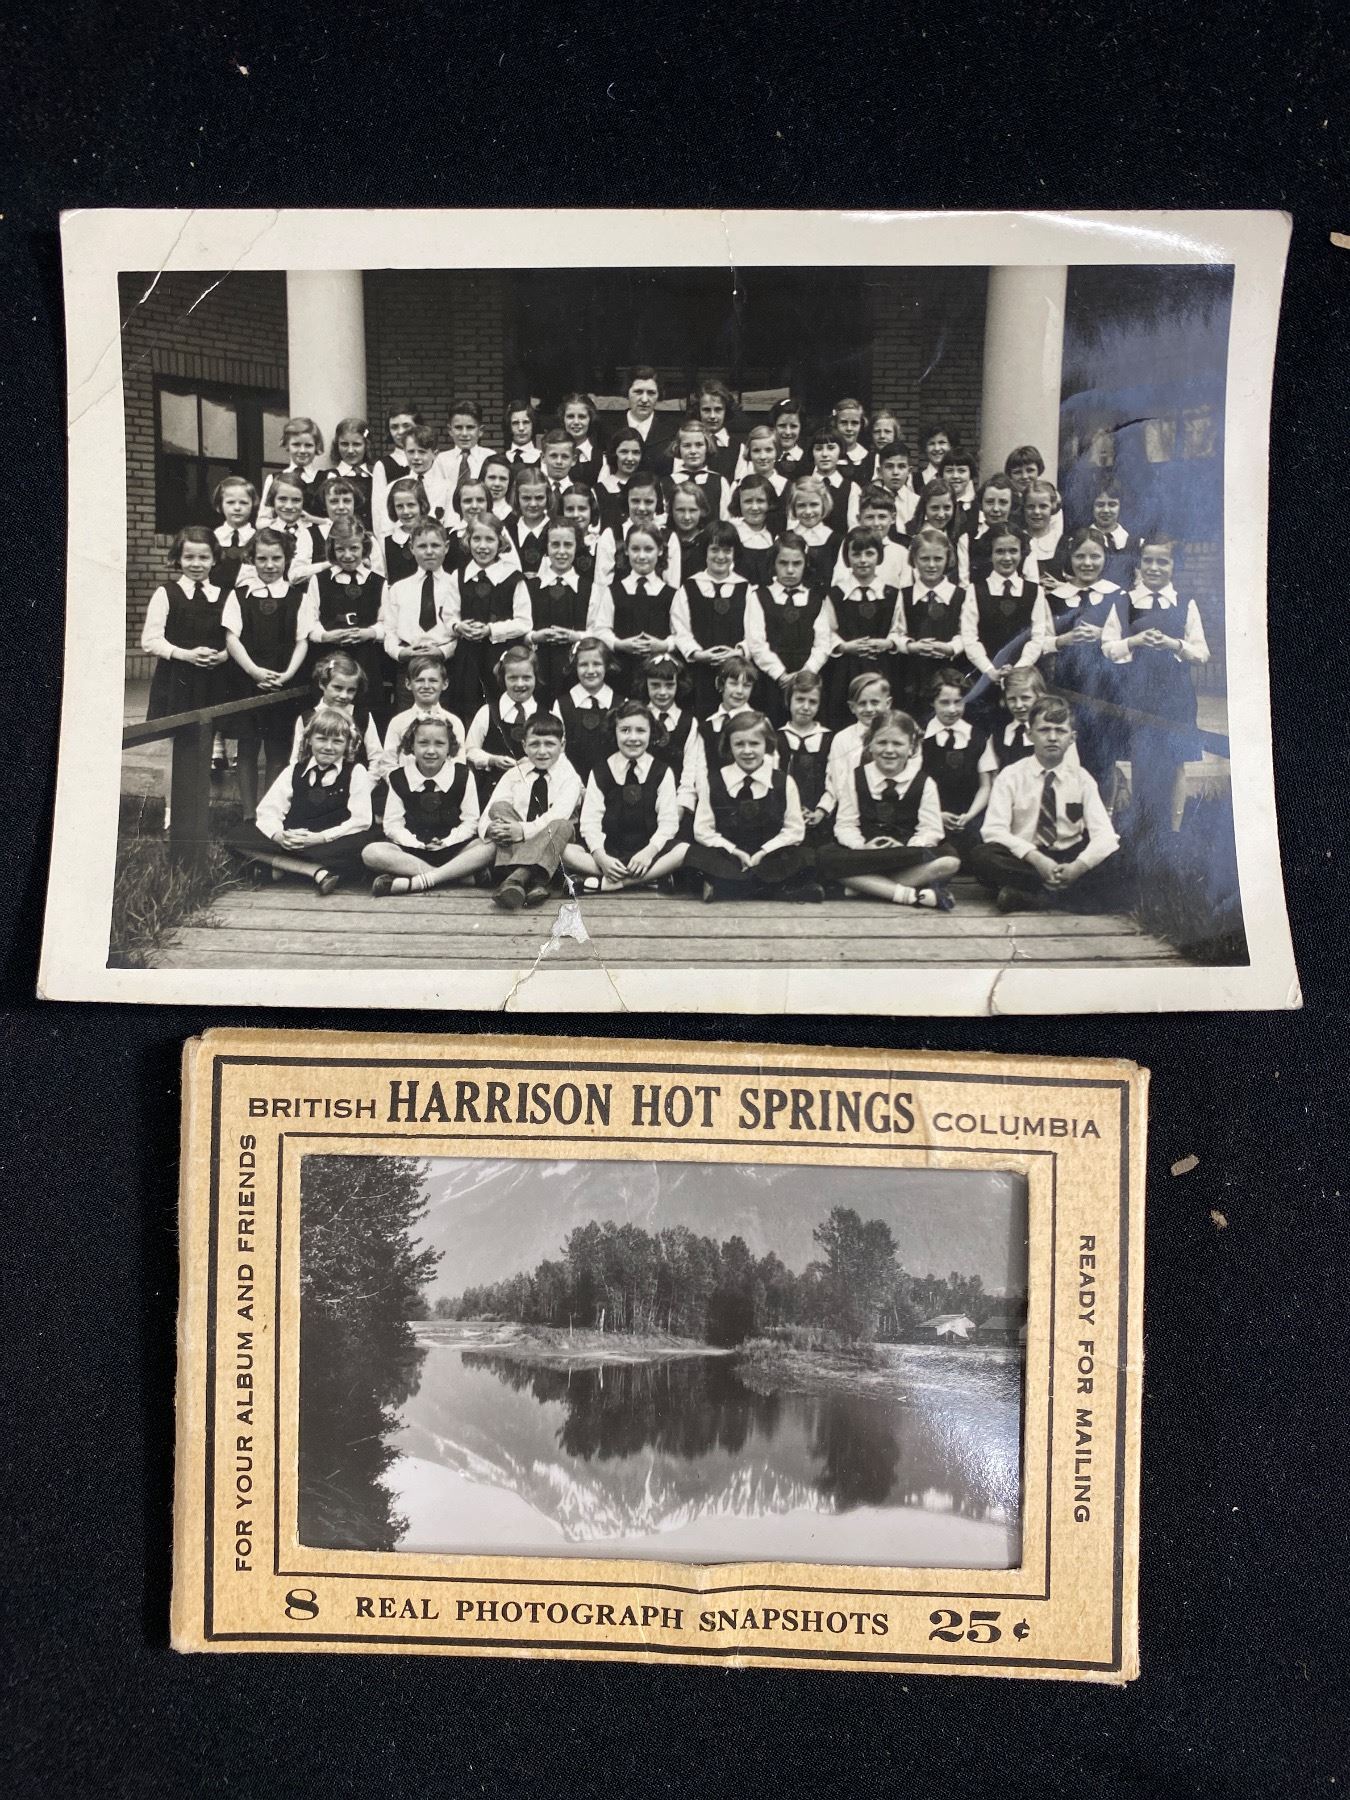 BRITISH HARRISON HOT SPRINGS COLUMBIA
FOR YOUR ALBUM AND FRIENDS
READY FOR MAILING
8 REAL PHOTOGRAPH SNAPSHOTS 25¢